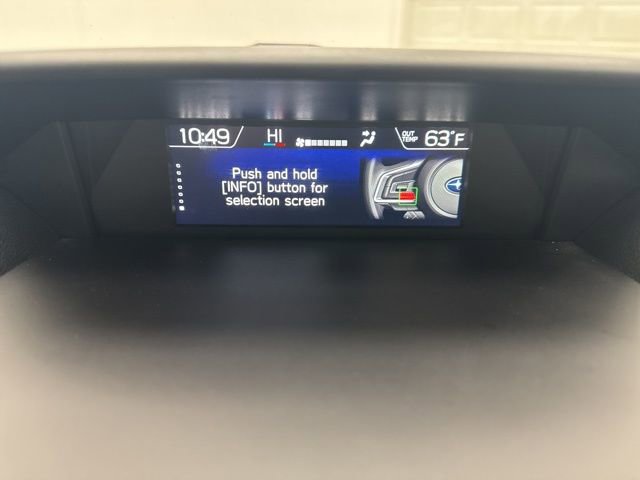 10:49 HI OUT TEMP 63°F
Push and hold
[INFO] button for
selection screen